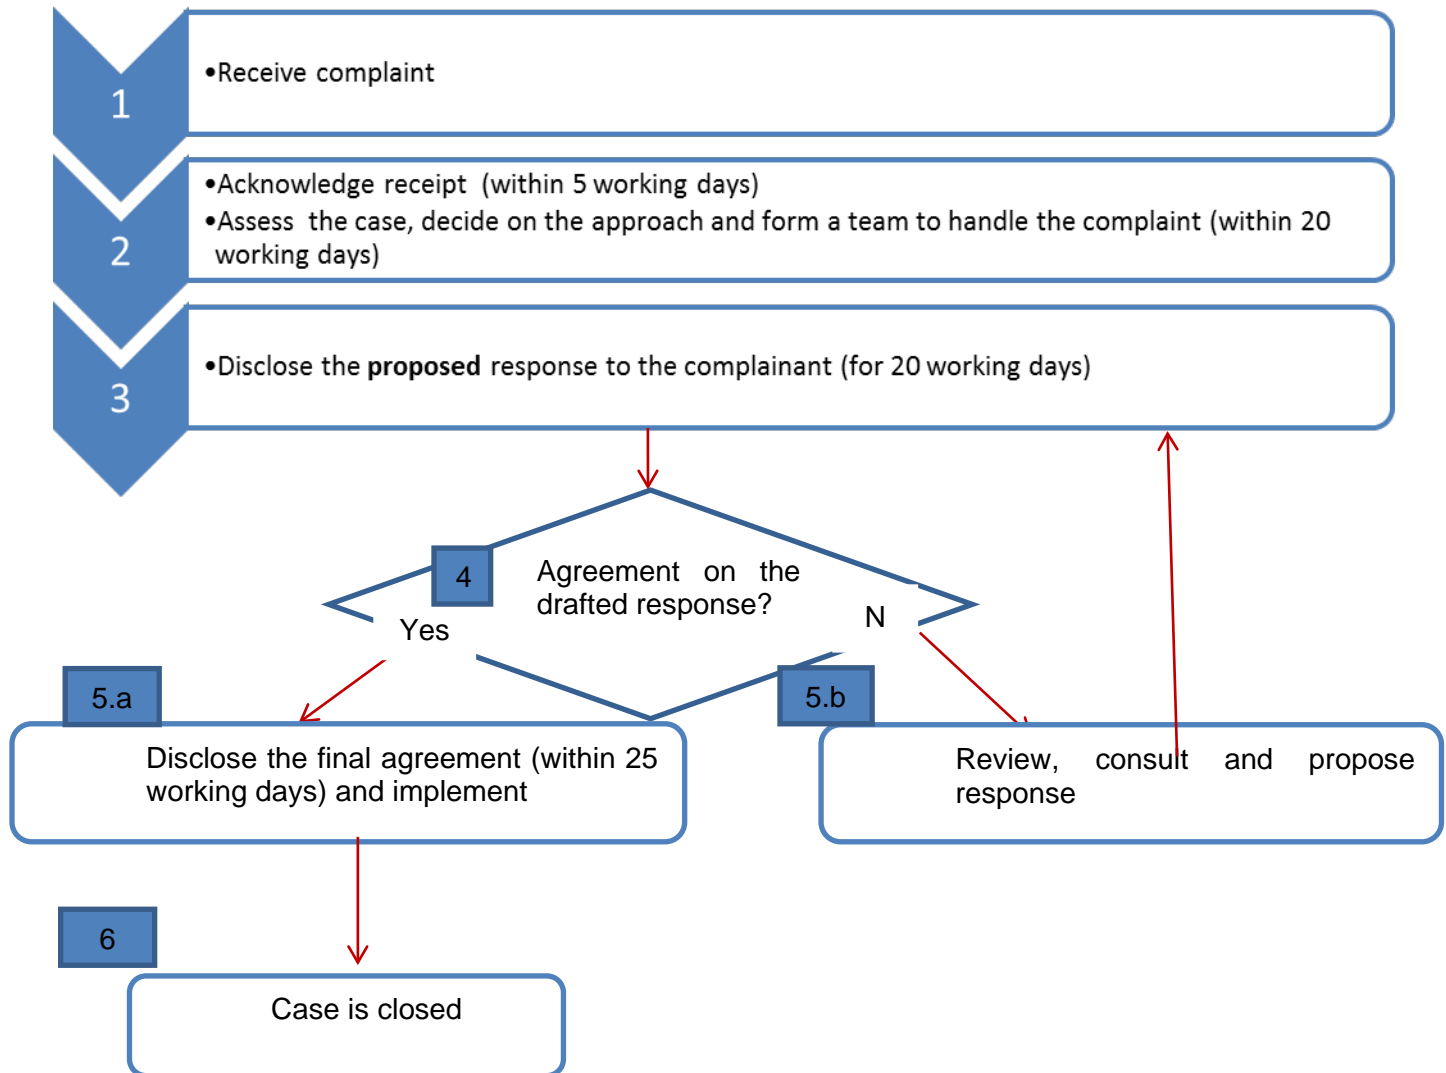 1
•Receive complaint
2
•Acknowledge receipt (within 5 working days)
•Assess the case, decide on the approach and form a team to handle the complaint (within 20
working days)
3
•Disclose the proposed response to the complainant (for 20 working days)
4
Agreement on the
drafted response?
Yes
N
5.a
Disclose the final agreement (within 25
working days) and implement
5.b
Review, consult and propose
response
6
Case is closed